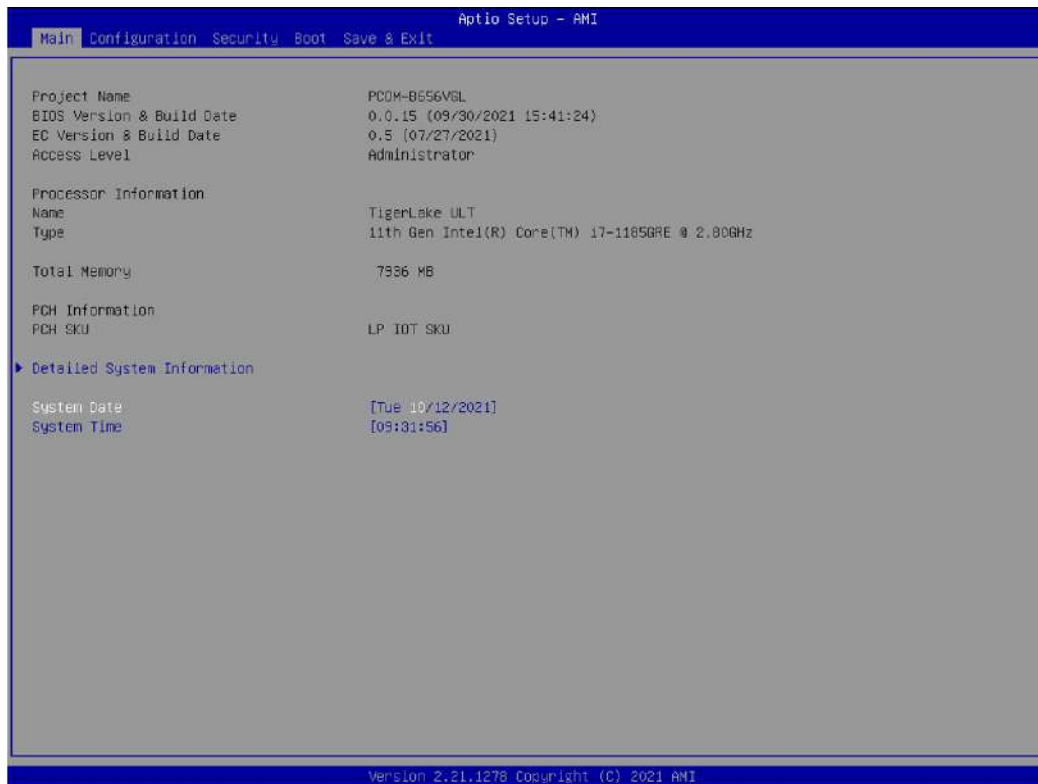 Aptio Setup - AMI
Main Configuration Security Boot Save & Exit
Project Name PCOM-B656VGL
BIOS Version & Build Date 0.0.15 (09/30/2021 15:41:24)
EC Version & Build Date 0.5 (07/27/2021)
Access Level Administrator
Processor Information
Name TigerLake ULT
Type 11th Gen Intel(R) Core(TM) i7-1185GRE @ 2.80GHz
Total Memory 7936 MB
PCH Information
PCH SKU LP IOT SKU
Detailed System Information
System Date [Tue 10/12/2021]
System Time [09:31:56]
Version 2.21.1278 Copyright (C) 2021 AMI